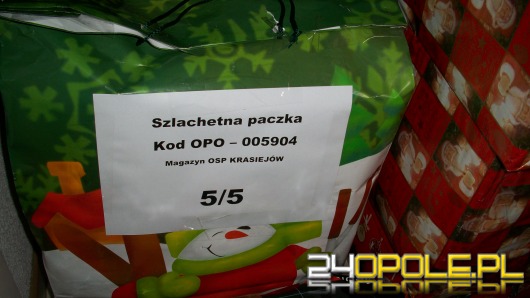 Szlachetna paczka
Kod OPO – 005904
Magazyn OSP KRASIEJÓW
5/5
24OPOLE.PL